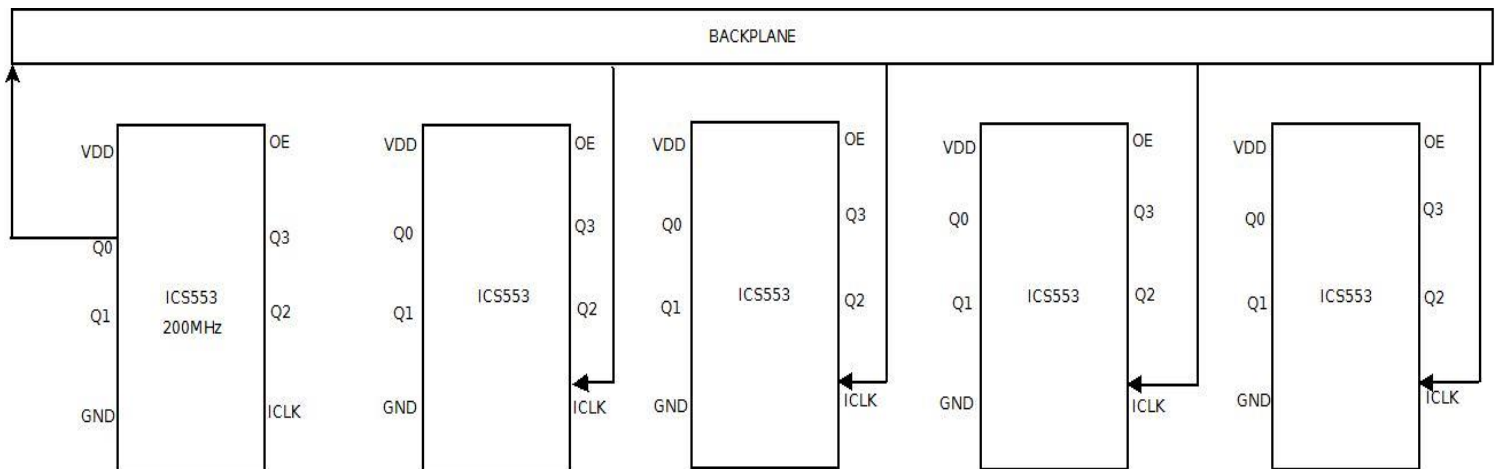 BACKPLANE
VDD
OE
Q0
Q3
ICS553
200MHz
Q1
Q2
GND
ICLK
VDD
OE
Q0
Q3
ICS553
Q1
Q2
GND
ICLK
VDD
OE
Q0
Q3
ICS553
Q1
Q2
GND
ICLK
VDD
OE
Q0
Q3
ICS553
Q1
Q2
GND
ICLK
VDD
OE
Q0
Q3
ICS553
Q1
Q2
GND
ICLK